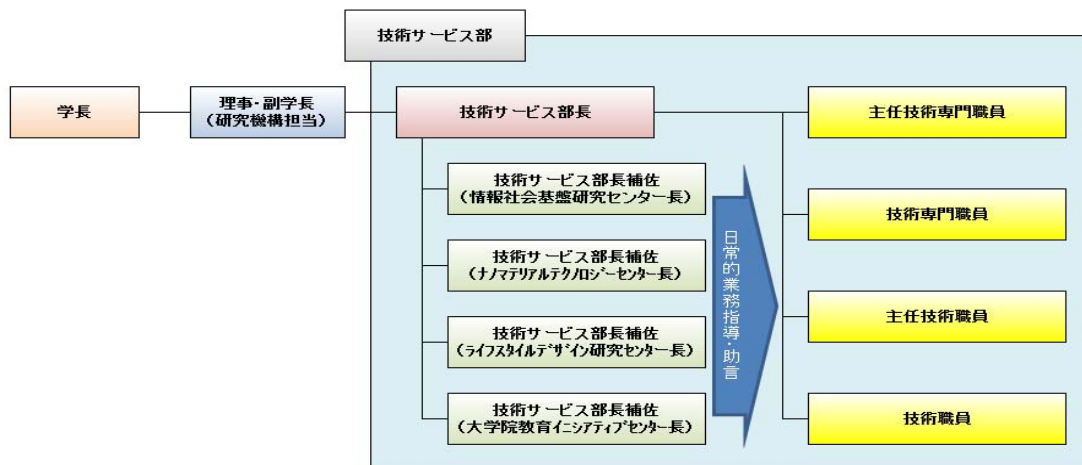 技術サービス部
学長
理事・副学長
（研究機構担当）
技術サービス部長
技術サービス部長補佐
（情報社会基盤研究センター長）
技術サービス部長補佐
（ナノマテリアルテクノロジーセンター長）
技術サービス部長補佐
（ライフスタイルデザイン研究センター長）
技術サービス部長補佐
（大学院教育イニシアティブセンター長）
日常的業務指導・助言
主任技術専門職員
技術専門職員
主任技術職員
技術職員